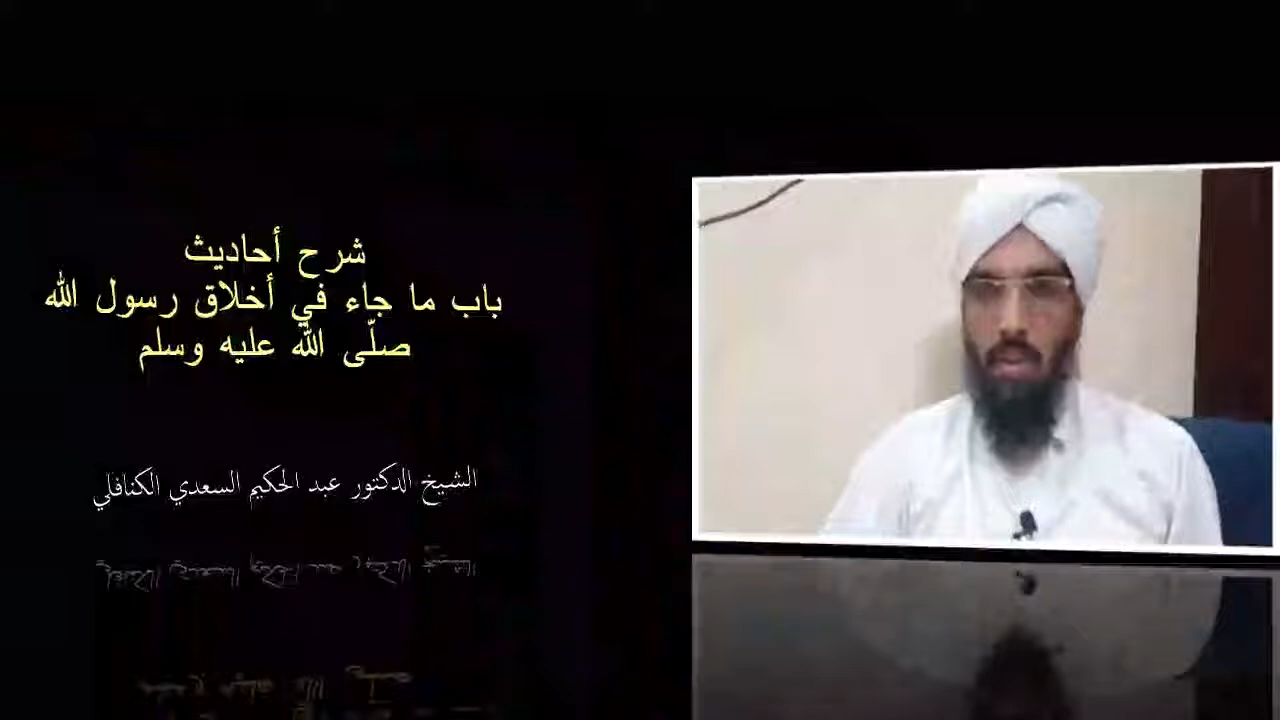 شرح أحاديث
باب ما جاء في أخلاق رسول الله
صلّى الله عليه وسلم
الشيخ الدكتور عبد الحكيم السعدي الكنافلي